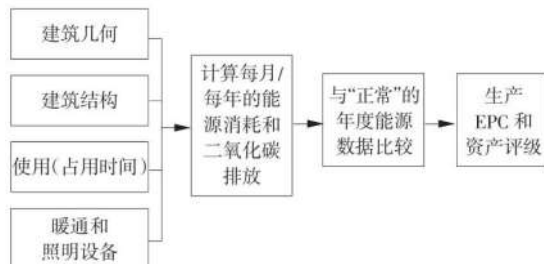 建筑几何
建筑结构
使用(占用时间)
暖通和
照明设备
计算每月/
每年的能
源消耗和
二氧化碳
排放
与“正常”的
年度能源
数据比较
生产
EPC 和
资产评级